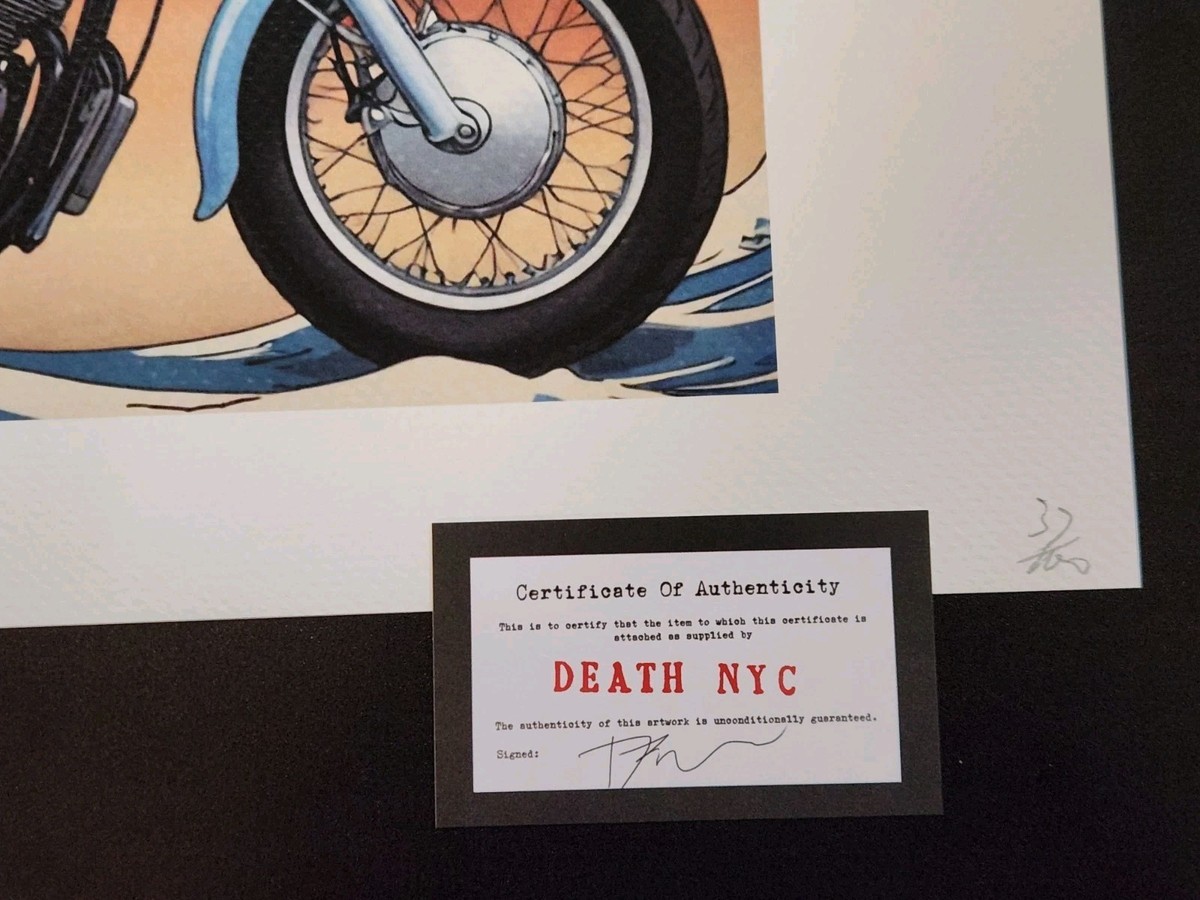 37
Certificate Of Authenticity
This is to certify that the item to which this certificate is
attached as supplied by
DEATH NYC
The authenticity of this artwork is unconditionally guaranteed.
Signed: